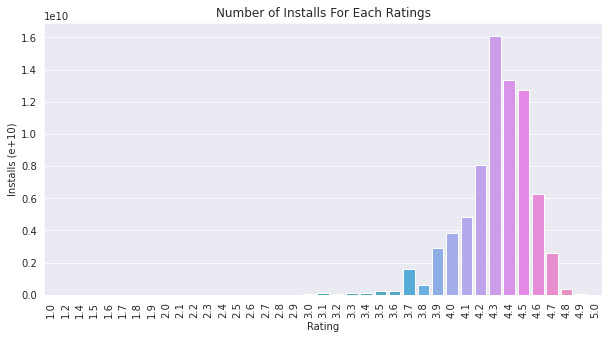 Number of Installs For Each Ratings
1e10
1.6
1.4
1.2
1.0
0.8
0.6
0.4
0.2
0.0
Installs (e+10)
1.0 1.2 1.4 1.5 1.6 1.7 1.8 1.9 2.0 2.1 2.2 2.3 2.4 2.5 2.6 2.7 2.8 2.9 3.0 3.1 3.2 3.3 3.4 3.5 3.6 3.7 3.8 3.9 4.0 4.1 4.2 4.3 4.4 4.5 4.6 4.7 4.8 4.9 5.0
Rating